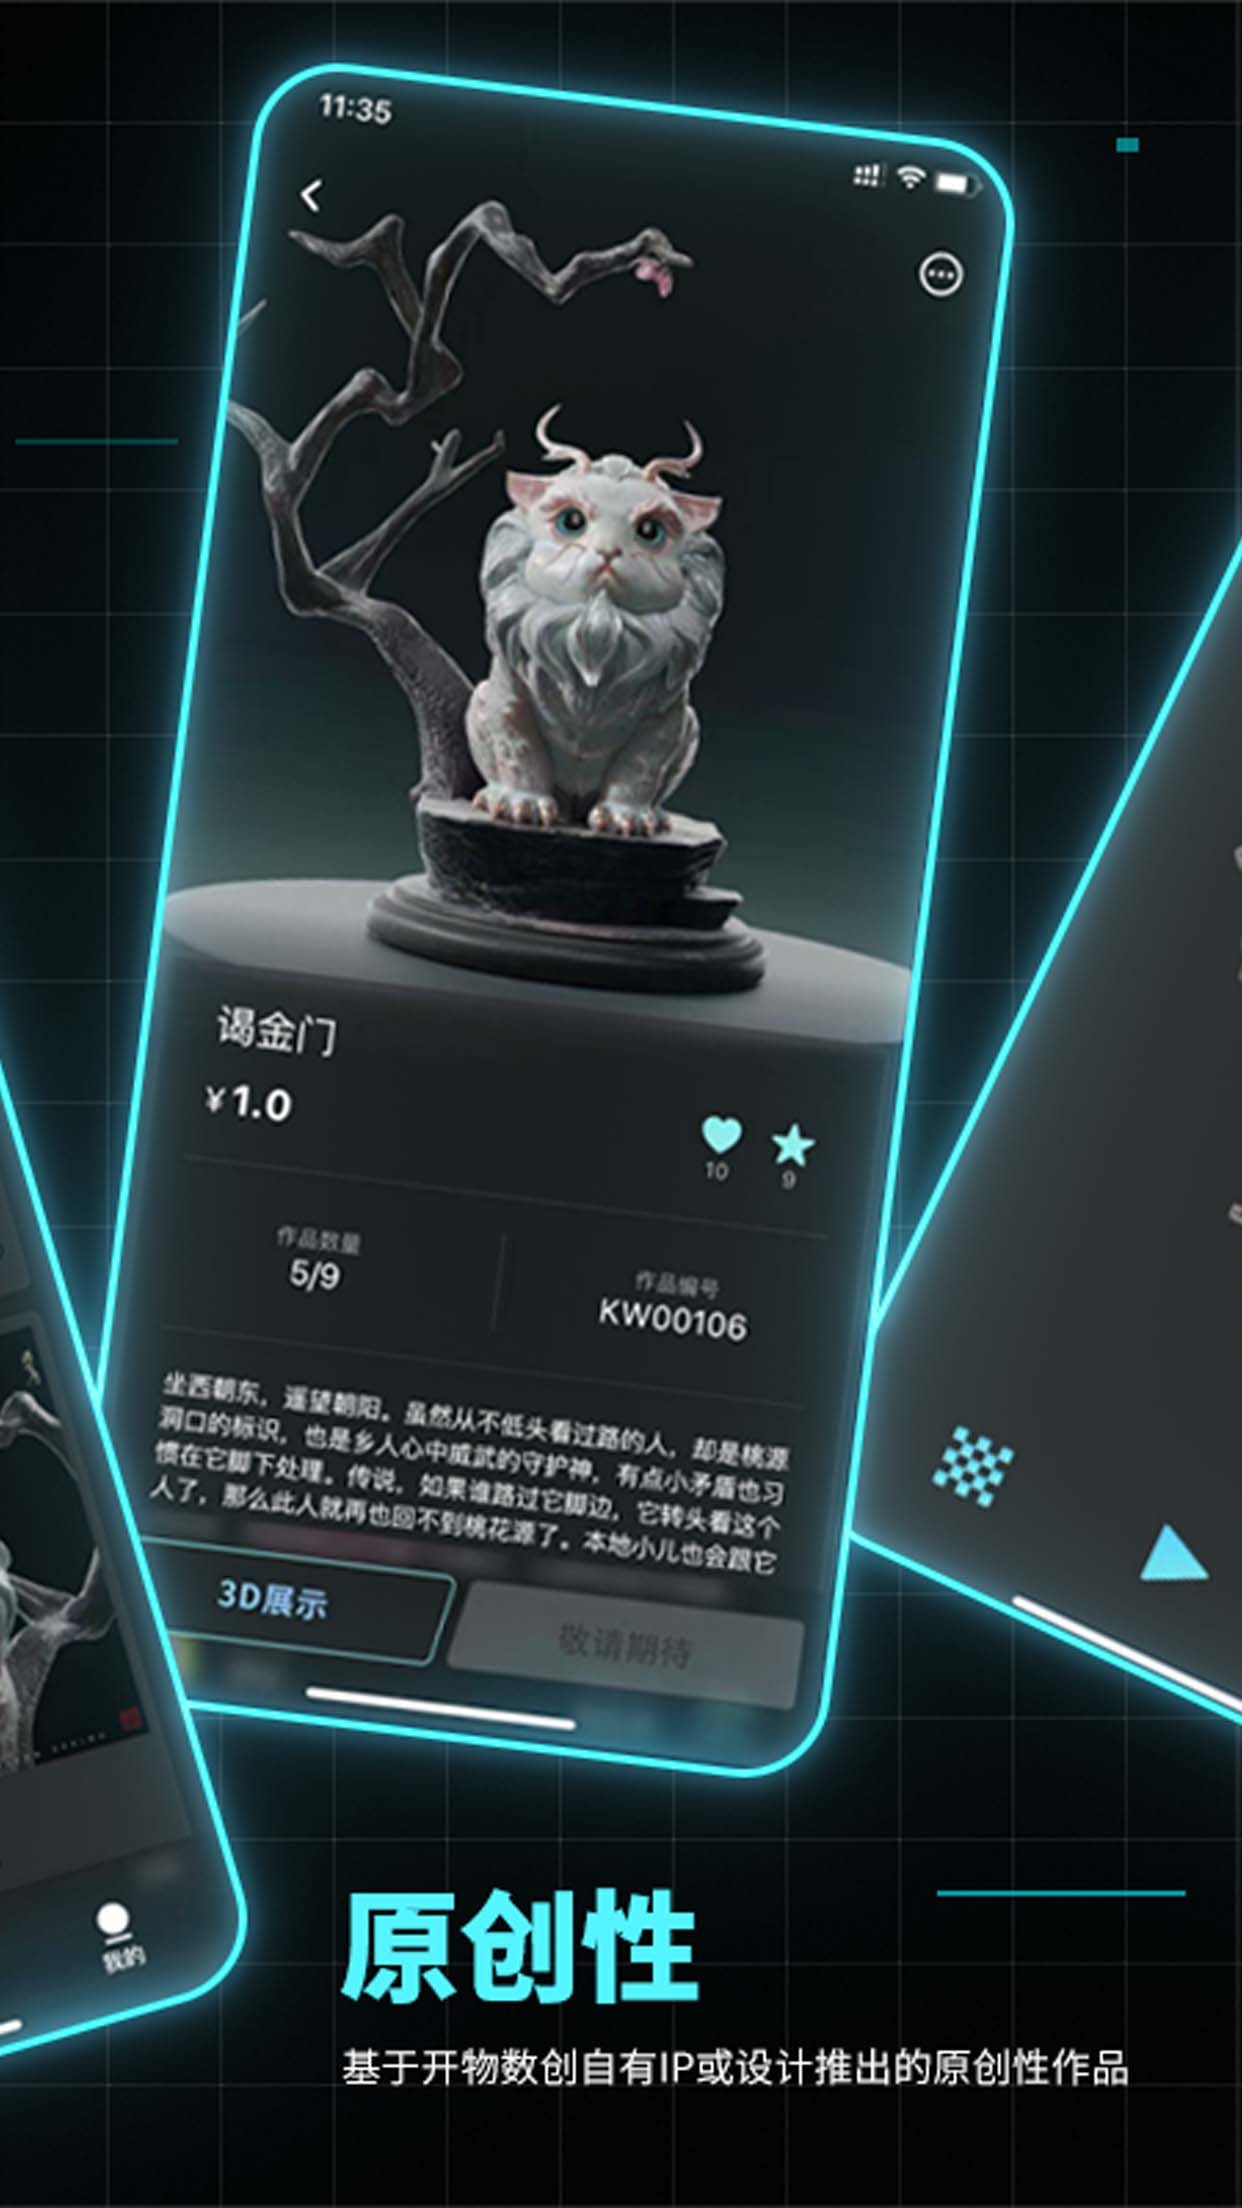 11:35
谒金门
¥1.0
10
9
作品数量
5/9
作品编号
KW00106
坐西朝东，遥望朝阳。虽然从不低头看过路的人，却是桃源
洞口的标识，也是乡人心中威武的守护神，有点小矛盾也习
惯在它脚下处理。传说，如果谁路过它脚边，它转头看这个
人了，那么此人就再也回不到桃花源了。本地小儿也会跟它
3D展示
敬请期待
我的
原创性
基于开物数创自有IP或设计推出的原创性作品